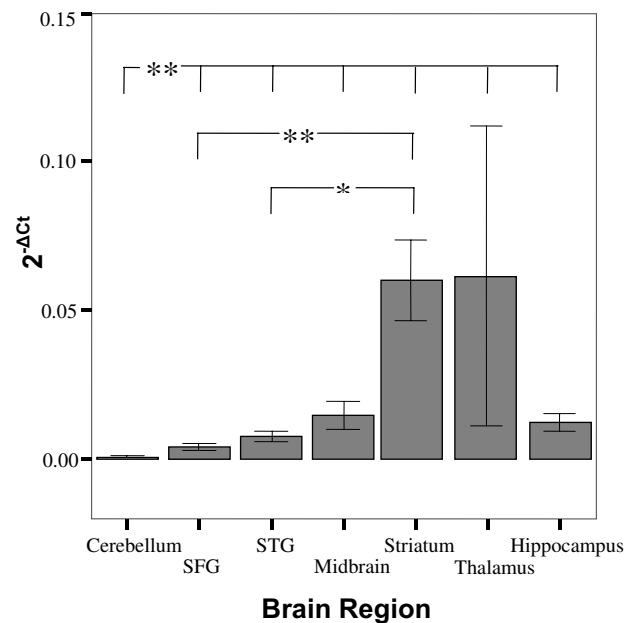 0.15
**
**
0.10
*
2^-ΔCt
0.05
0.00
Cerebellum STG Striatum Hippocampus
SFG Midbrain Thalamus
Brain Region